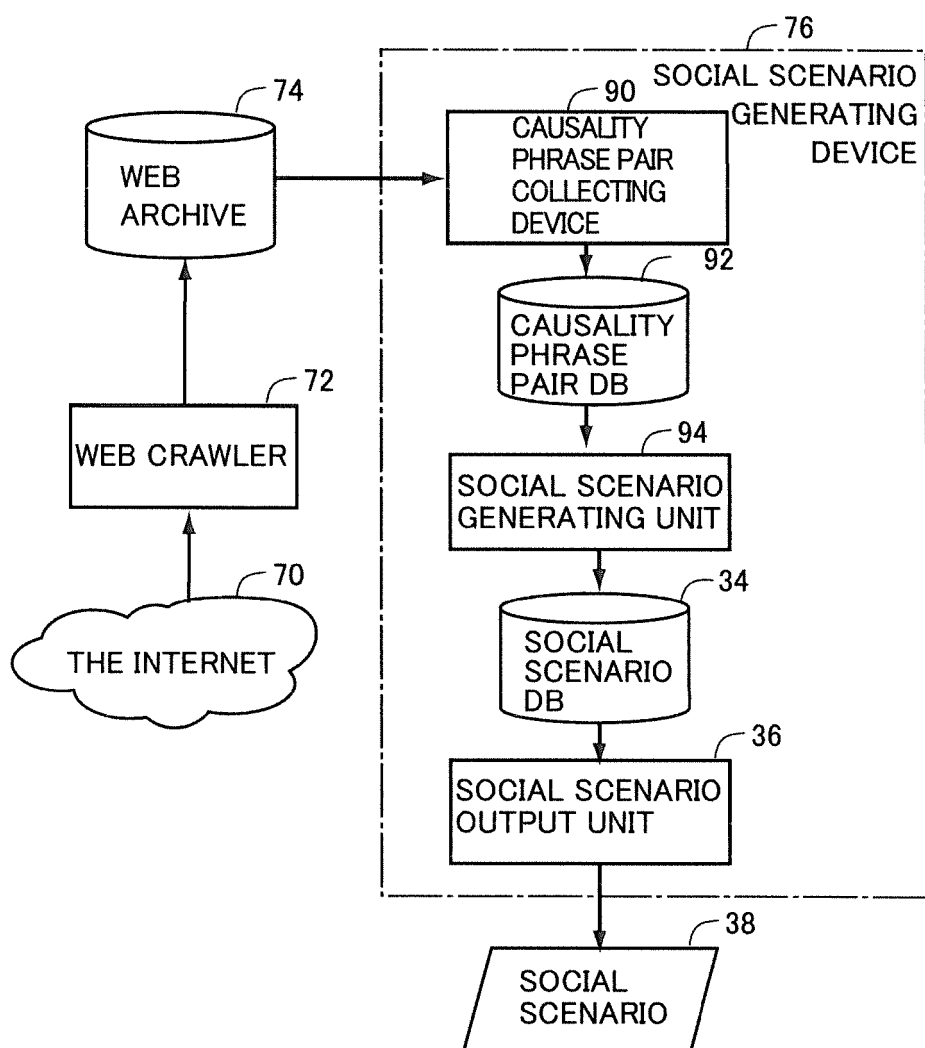 76
SOCIAL SCENARIO
GENERATING
DEVICE
74
WEB
ARCHIVE
90
CAUSALITY
PHRASE PAIR
COLLECTING
DEVICE
92
CAUSALITY
PHRASE
PAIR DB
72
WEB CRAWLER
94
SOCIAL SCENARIO
GENERATING UNIT
70
THE INTERNET
34
SOCIAL
SCENARIO
DB
36
SOCIAL SCENARIO
OUTPUT UNIT
38
SOCIAL
SCENARIO